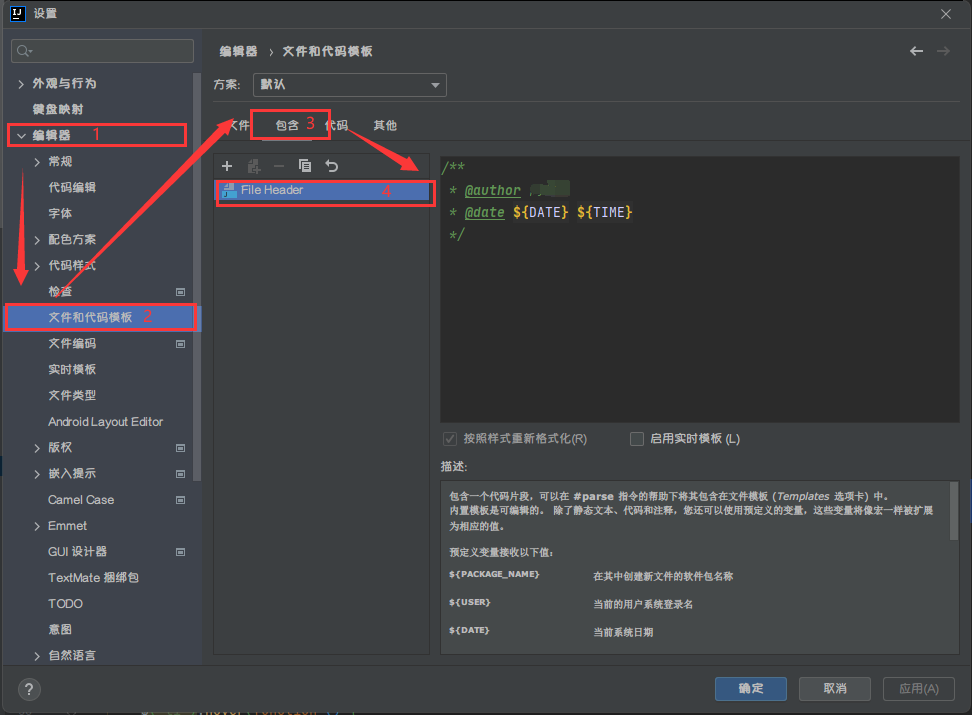 设置
编辑器 › 文件和代码模板
方案: 默认
外观与行为
键盘映射
编辑器 1
常规
代码编辑
字体
配色方案
代码样式
检查
文件和代码模板 2
文件编码
实时模板
文件类型
Android Layout Editor
版权
嵌入提示
Camel Case
Emmet
GUI 设计器
TextMate 捆绑包
TODO
意图
自然语言
文件 包含 3 代码 其他
File Header 4
/**
* @author
* @date ${DATE} ${TIME}
*/
按照样式重新格式化(R) 启用实时模板 (L)
描述:
包含一个代码片段，可以在 #parse 指令的帮助下将其包含在文件模板 (Templates 选项卡) 中。
内置模板是可编辑的。 除了静态文本、代码和注释，您还可以使用预定义的变量，这些变量将像宏一样被扩展
为相应的值。
预定义变量接收以下值:
${PACKAGE_NAME} 在其中创建新文件的软件包名称
${USER} 当前的用户系统登录名
${DATE} 当前系统日期
? 确定 取消 应用(A)